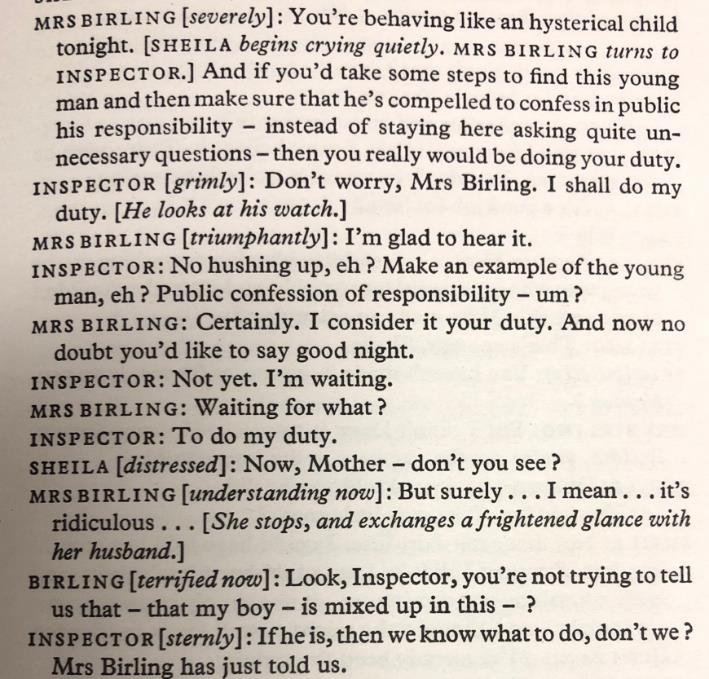 MRS BIRLING [severely]: You're behaving like an hysterical child
tonight. [SHEILA begins crying quietly. MRS BIRLING turns to
INSPECTOR.] And if you'd take some steps to find this young
man and then make sure that he's compelled to confess in public
his responsibility – instead of staying here asking quite un-
necessary questions – then you really would be doing your duty.
INSPECTOR [grimly]: Don't worry, Mrs Birling. I shall do my
duty. [He looks at his watch.]
MRS BIRLING [triumphantly]: I'm glad to hear it.
INSPECTOR: No hushing up, eh? Make an example of the young
man, eh? Public confession of responsibility – um?
MRS BIRLING: Certainly. I consider it your duty. And now no
doubt you'd like to say good night.
INSPECTOR: Not yet. I'm waiting.
MRS BIRLING: Waiting for what?
INSPECTOR: To do my duty.
SHEILA [distressed]: Now, Mother – don't you see?
MRS BIRLING [understanding now]: But surely . . . I mean . . . it's
ridiculous . . . [She stops, and exchanges a frightened glance with
her husband.]
BIRLING [terrified now]: Look, Inspector, you're not trying to tell
us that – that my boy – is mixed up in this – ?
INSPECTOR [sternly]: If he is, then we know what to do, don't we?
Mrs Birling has just told us.